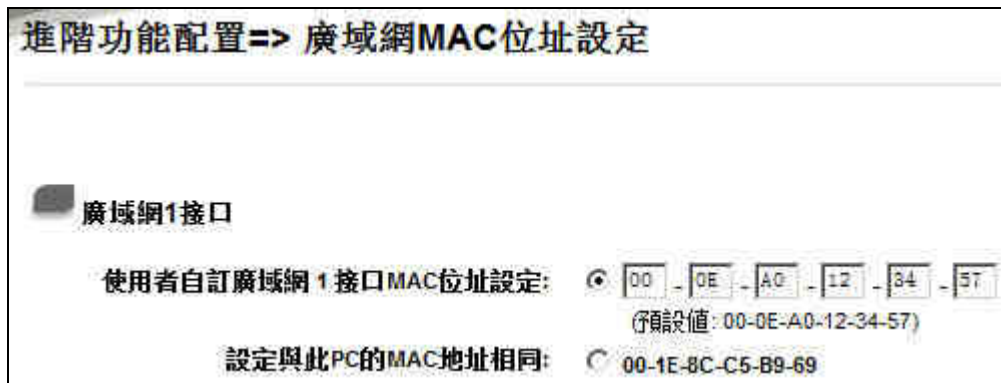 進階功能配置=> 廣域網MAC位址設定
廣域網1接口
使用者自訂廣域網 1 接口MAC位址設定: 00 - 0E - A0 - 12 - 34 - 57
(預設值: 00-0E-A0-12-34-57)
設定與此PC的MAC地址相同: 00-1E-8C-C5-B9-69